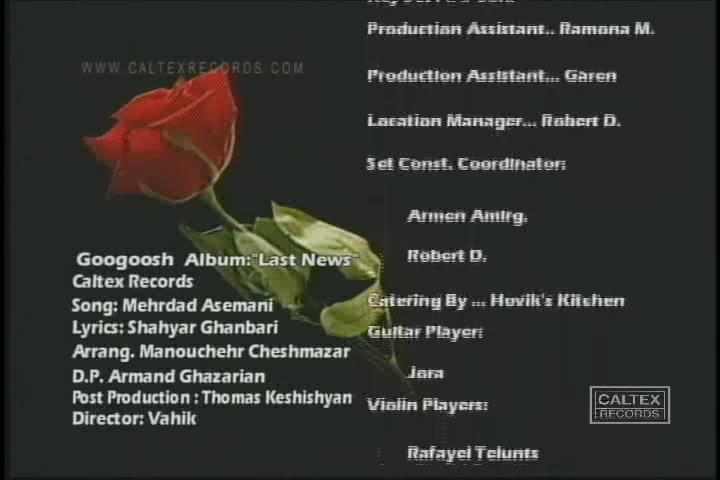 WWW.CALTEXRECORDS.COM
Googoosh Album:"Last News"
Caltex Records
Song: Mehrdad Asemani
Lyrics: Shahyar Ghanbari
Arrang. Manouchehr Cheshmazar
D.P. Armand Ghazarian
Post Production : Thomas Keshishyan
Director: Vahik
Production Assistant.. Ramona M.
Production Assistant... Garen
Location Manager... Robert D.
Set Const. Coordinator:
Armen Amirg.
Robert D.
Catering By ... Hovik's Kitchen
Guitar Player:
Jora
Violin Players:
Rafayel Telunts
CALTEX
RECORDS